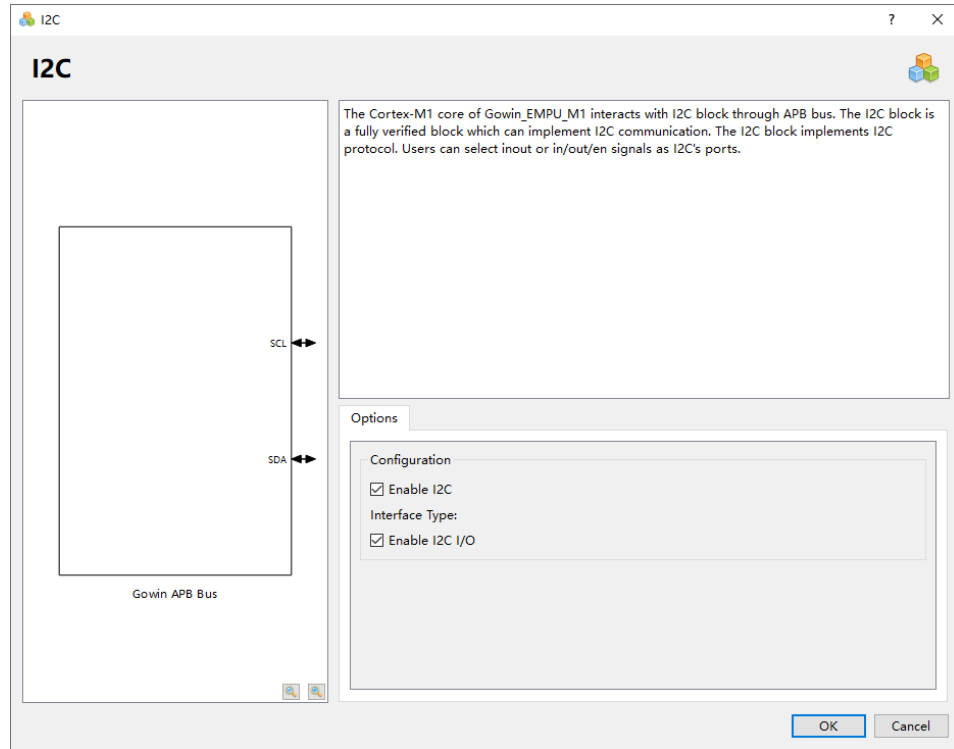 I2C
?
I2C
The Cortex-M1 core of Gowin_EMPU_M1 interacts with I2C block through APB bus. The I2C block is
a fully verified block which can implement I2C communication. The I2C block implements I2C
protocol. Users can select inout or in/out/en signals as I2C's ports.
SCL
SDA
Gowin APB Bus
Options
Configuration
Enable I2C
Interface Type:
Enable I2C I/O
OK
Cancel